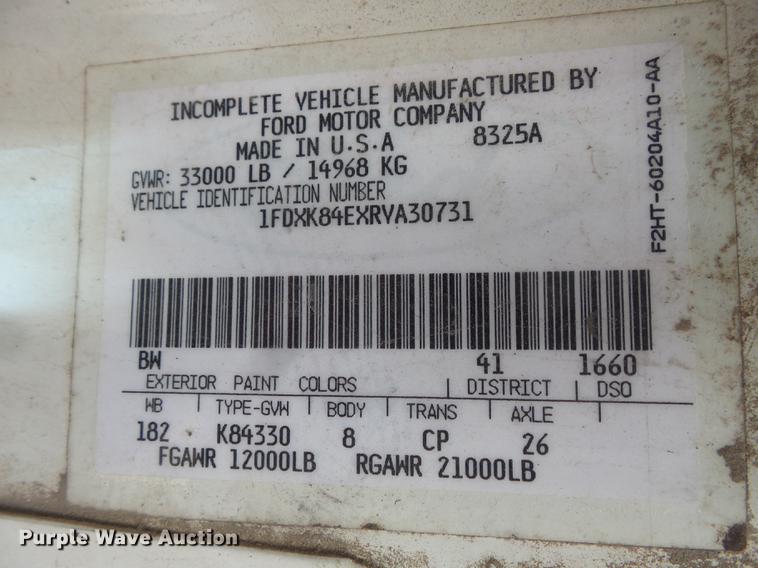 INCOMPLETE VEHICLE MANUFACTURED BY
FORD MOTOR COMPANY
MADE IN U.S.A 8325A
GVWR: 33000 LB / 14968 KG
VEHICLE IDENTIFICATION NUMBER
1FDXK84EXRVA30731
F2HT-60204A10-AA
BW 41 1660
EXTERIOR PAINT COLORS DISTRICT DSO
WB TYPE-GVW BODY TRANS AXLE
182 K84330 8 CP 26
FGAWR 12000LB RGAWR 21000LB
Purple Wave Auction